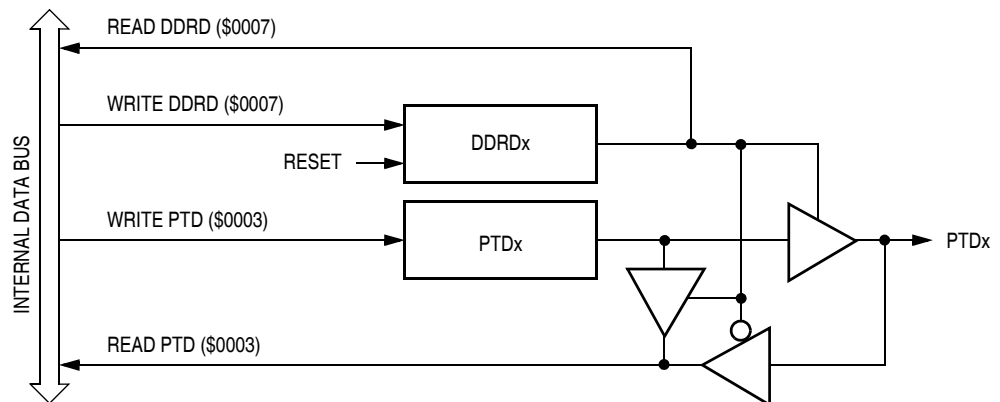 READ DDRD ($0007)
WRITE DDRD ($0007)
DDRDx
RESET
INTERNAL DATA BUS
WRITE PTD ($0003)
PTDx
PTDx
READ PTD ($0003)